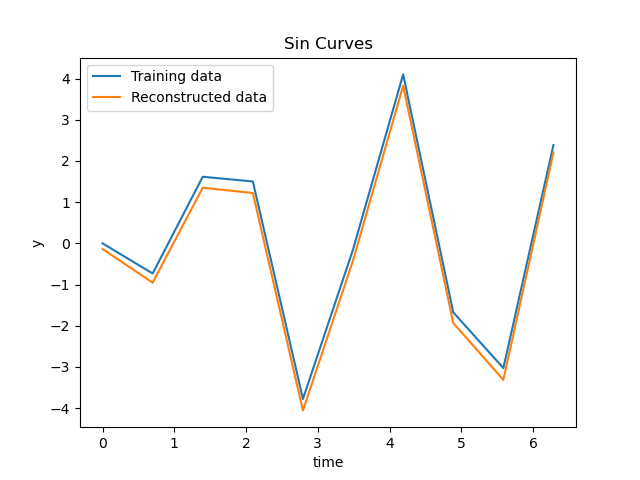 Sin Curves
Training data
Reconstructed data
4
3
2
1
0
−1
−2
−3
−4
y
0 1 2 3 4 5 6
time